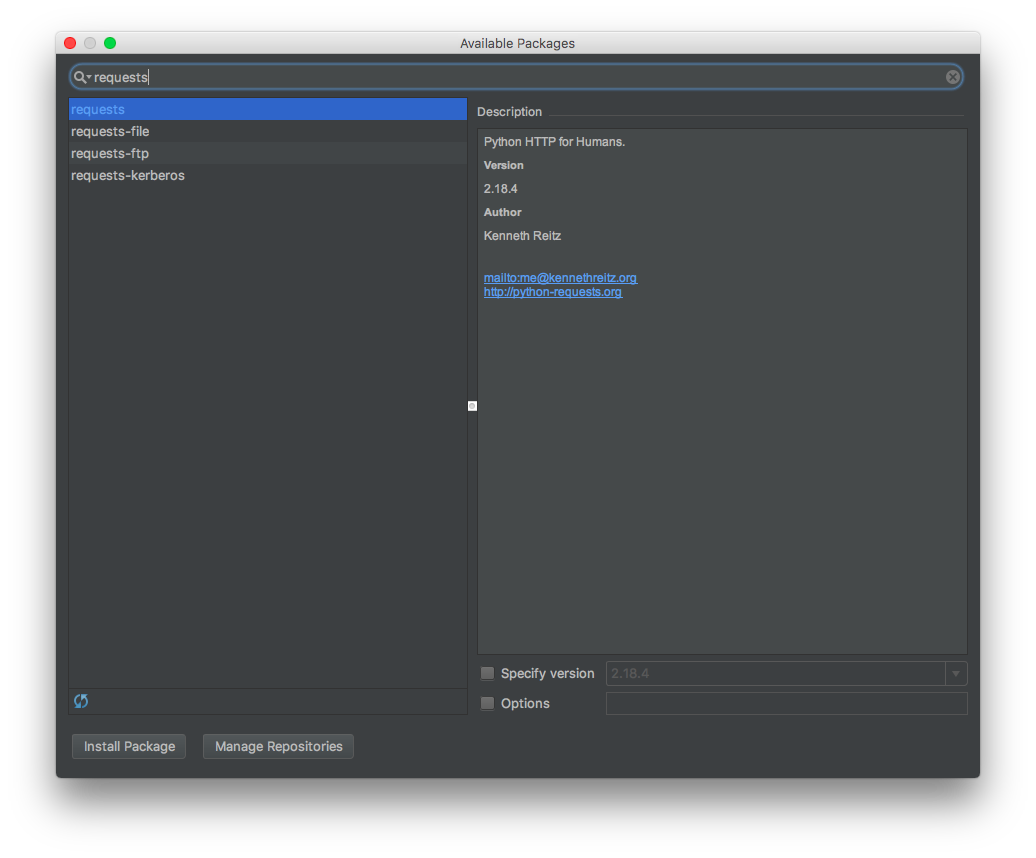 Available Packages
requests
requests
requests-file
requests-ftp
requests-kerberos
Description
Python HTTP for Humans.
Version
2.18.4
Author
Kenneth Reitz
mailto:me@kennethreitz.org
http://python-requests.org
Specify version
2.18.4
Options
Install Package
Manage Repositories